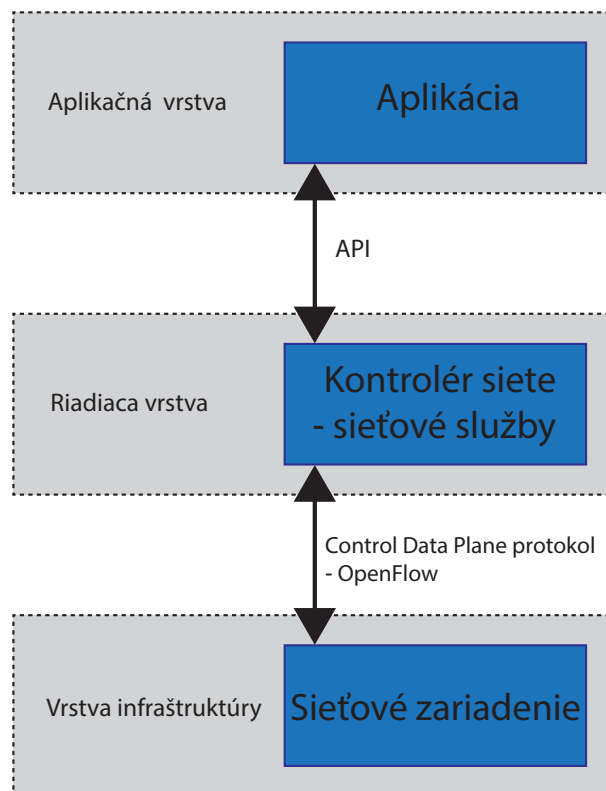 Aplikačná vrstva
Aplikácia
API
Riadiaca vrstva
Kontrolér siete
- sieťové služby
Control Data Plane protokol
- OpenFlow
Vrstva infraštruktúry
Sieťové zariadenie